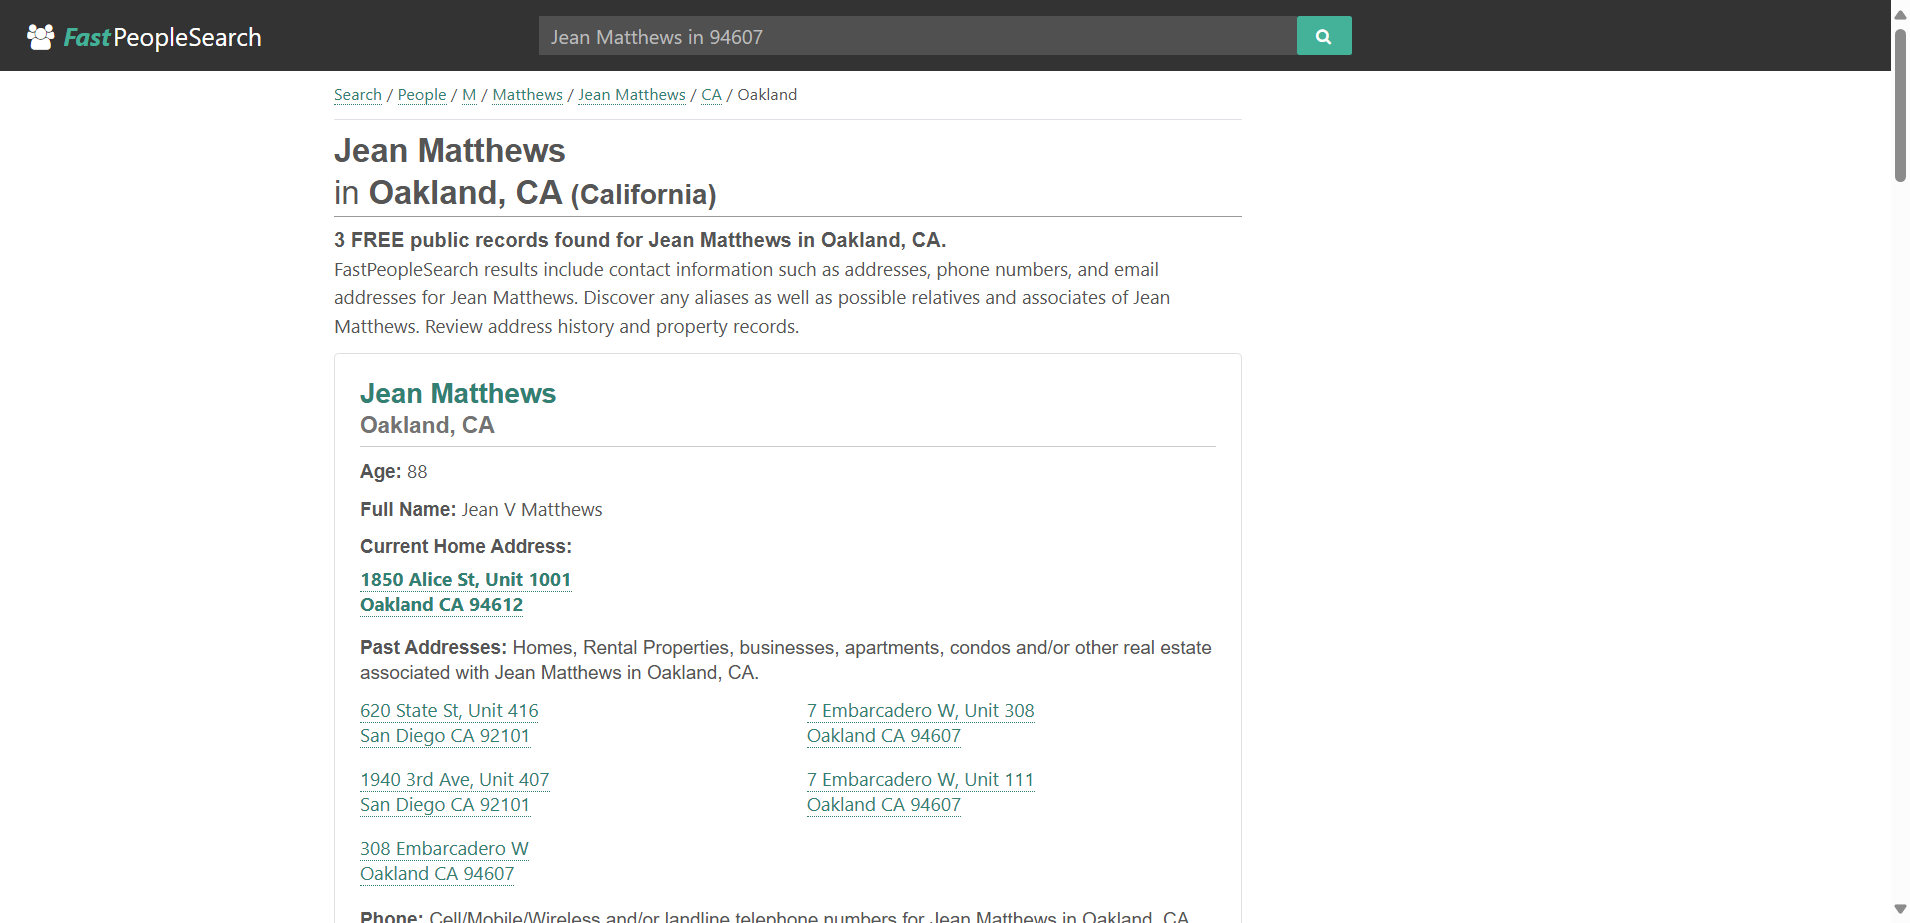 FastPeopleSearch
Jean Matthews in 94607
Search / People / M / Matthews / Jean Matthews / CA / Oakland
Jean Matthews
in Oakland, CA (California)
3 FREE public records found for Jean Matthews in Oakland, CA.
FastPeopleSearch results include contact information such as addresses, phone numbers, and email
addresses for Jean Matthews. Discover any aliases as well as possible relatives and associates of Jean
Matthews. Review address history and property records.
Jean Matthews
Oakland, CA
Age: 88
Full Name: Jean V Matthews
Current Home Address:
1850 Alice St, Unit 1001
Oakland CA 94612
Past Addresses: Homes, Rental Properties, businesses, apartments, condos and/or other real estate
associated with Jean Matthews in Oakland, CA.
620 State St, Unit 416
San Diego CA 92101
7 Embarcadero W, Unit 308
Oakland CA 94607
1940 3rd Ave, Unit 407
San Diego CA 92101
7 Embarcadero W, Unit 111
Oakland CA 94607
308 Embarcadero W
Oakland CA 94607
Phone: Cell/Mobile/Wireless and/or landline telephone numbers for Jean Matthews in Oakland, CA